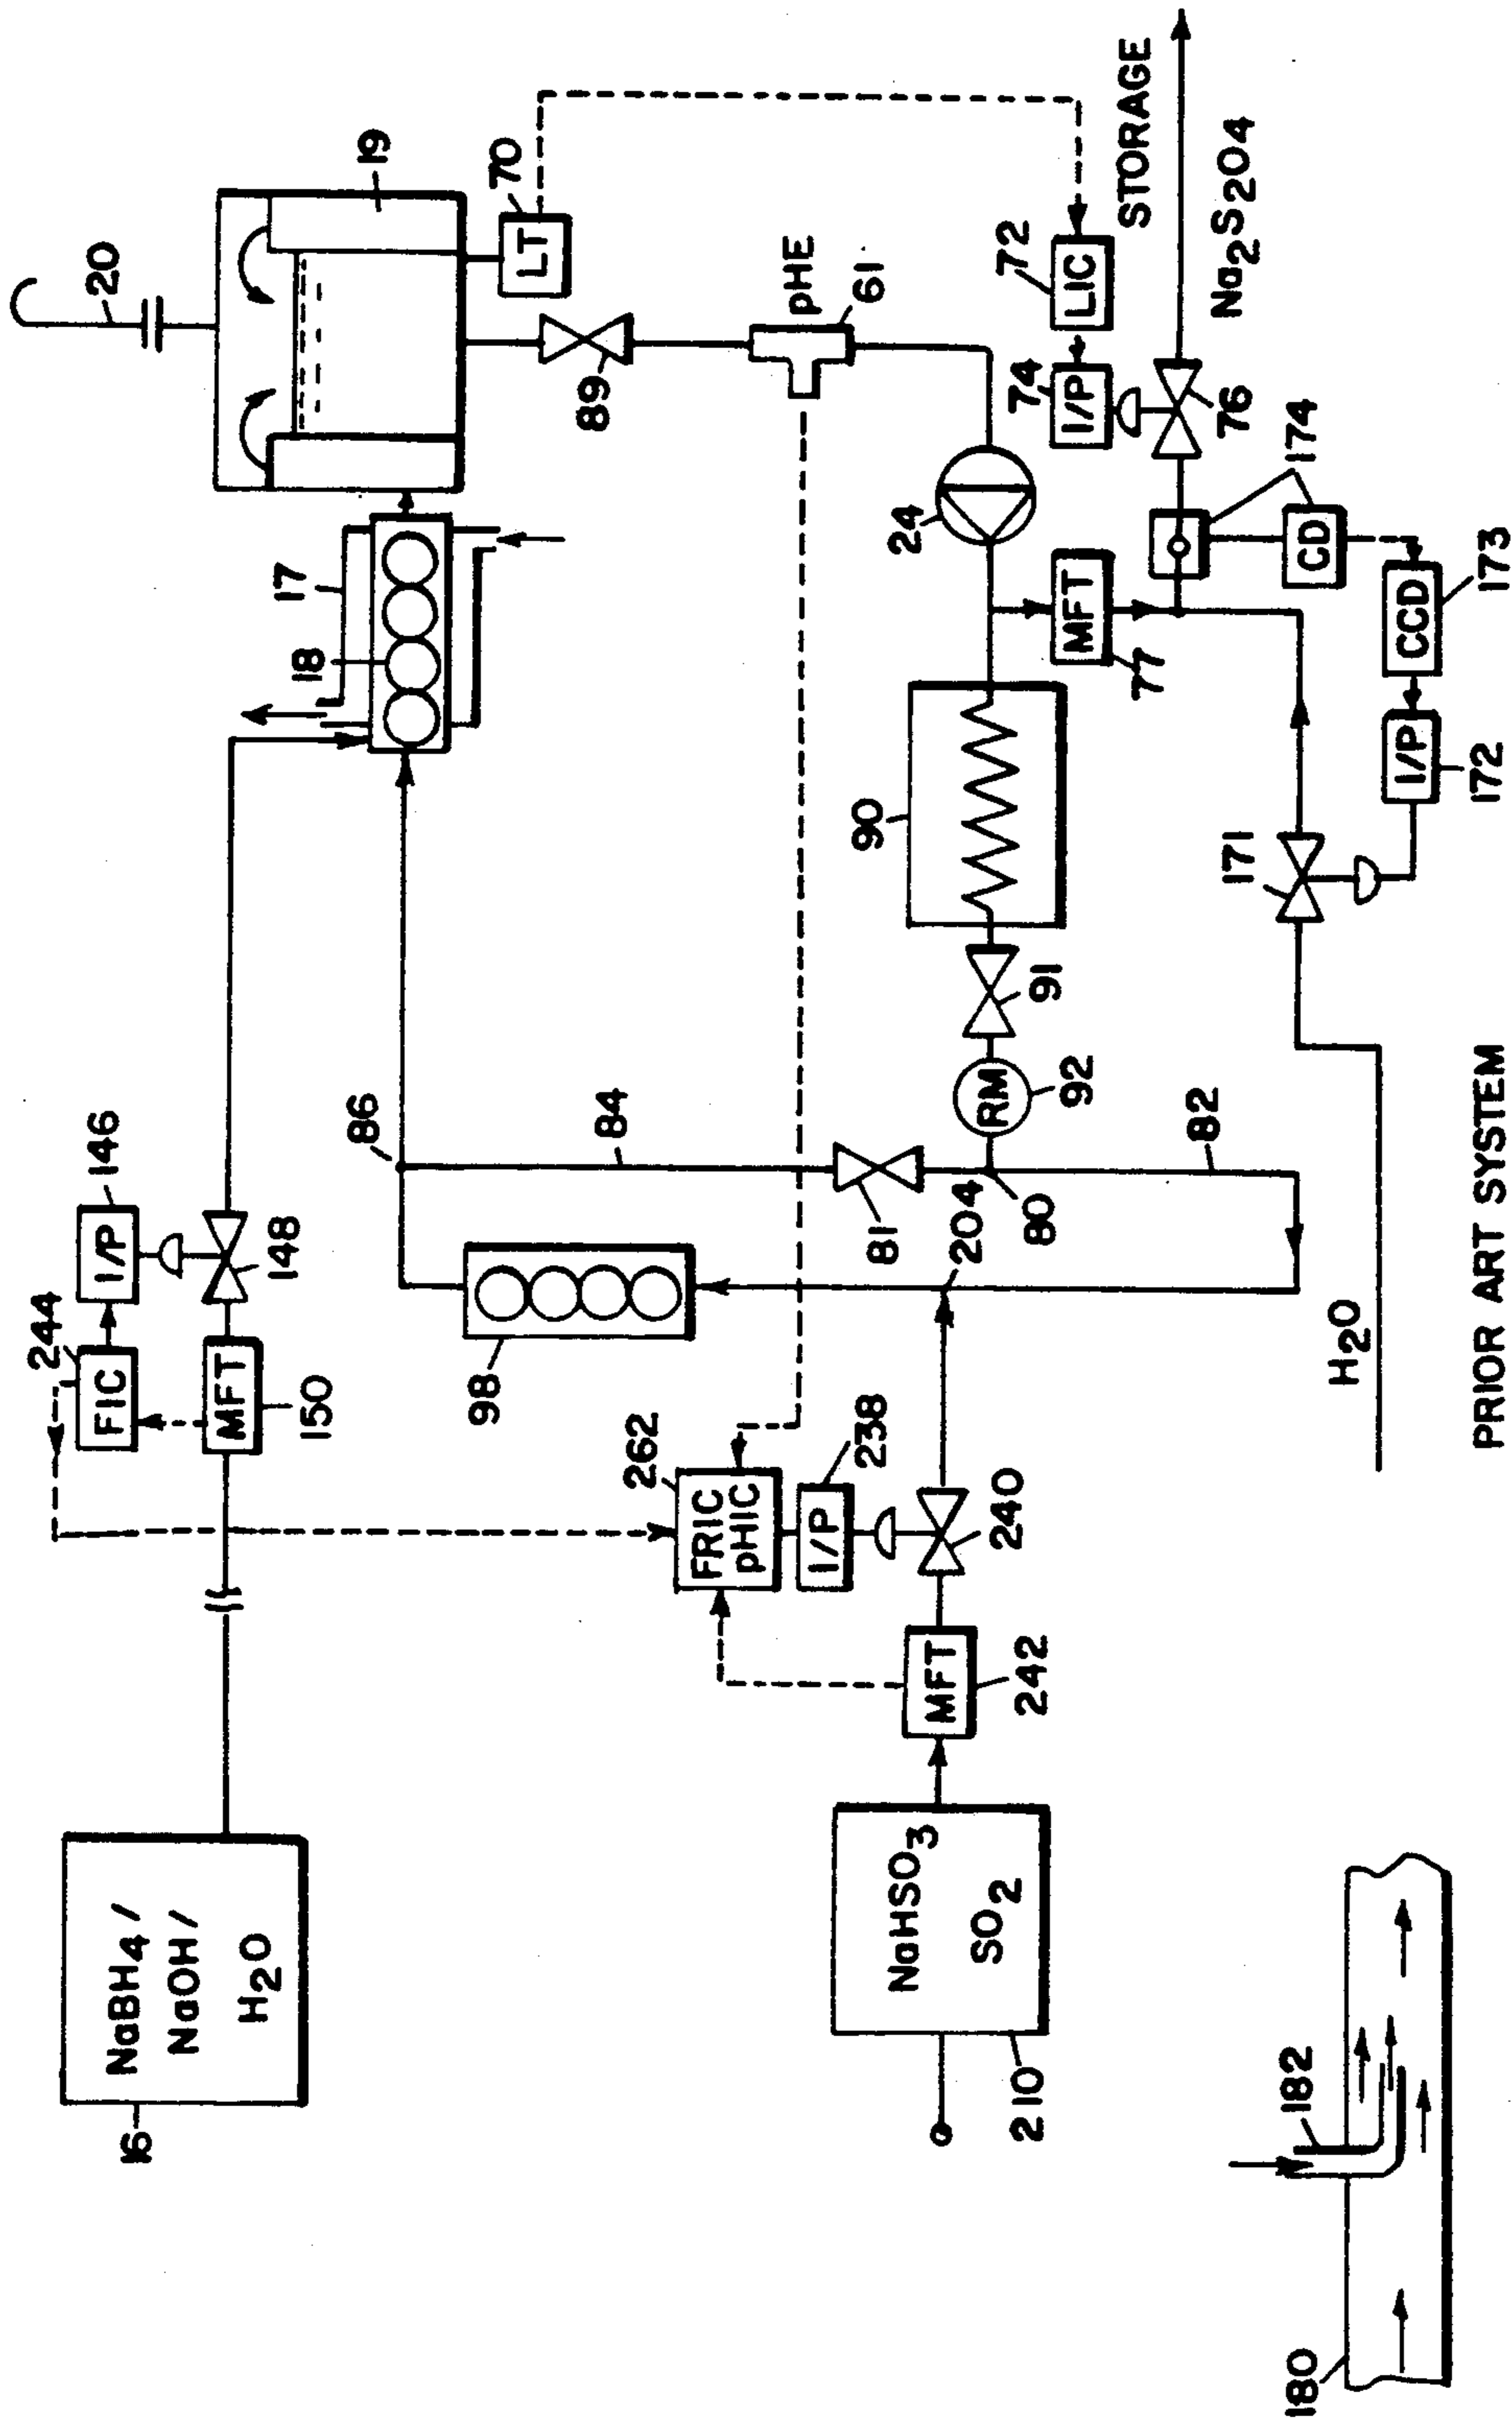 16
NaBH4 /
NaOH /
H2O
244
FIC
I/P
146
MFT
150
148
86
17
18
20
19
LT
70
98
84
81
262
FRIC
pHIC
I/P
238
240
MFT
242
NaHSO3
SO2
210
204
80
82
RM
92
91
90
24
89
pHE
61
MFT
77
74
I/P
LIC
72
76
STORAGE
Na2S2O4
174
CD
CCD
173
I/P
172
171
H2O
180
182
PRIOR ART SYSTEM